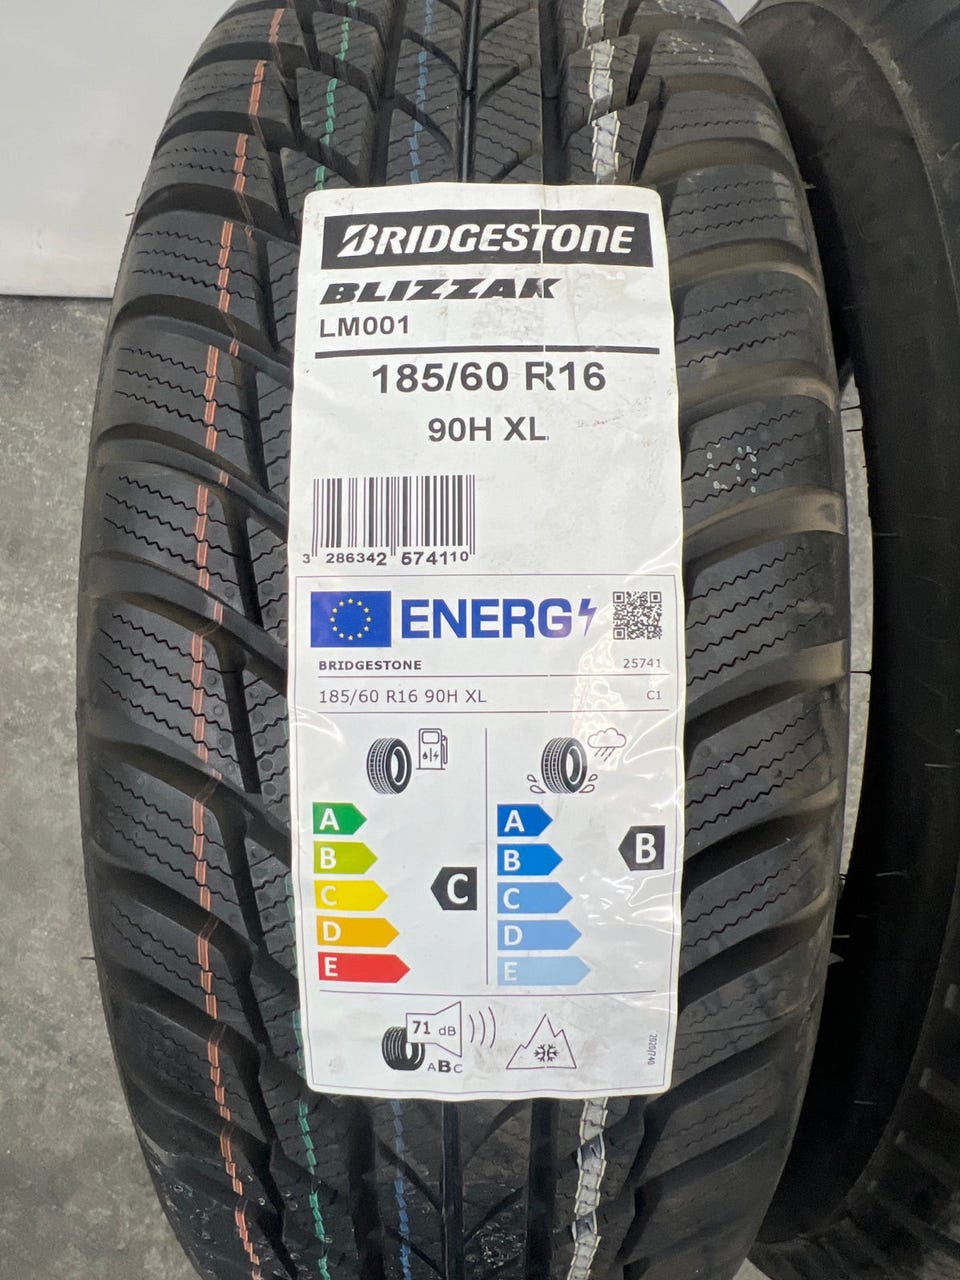 BRIDGESTONE
BLIZZAK
LM001
185/60 R16
90H XL
3 286342 574110
ENERG
BRIDGESTONE 25741
185/60 R16 90H XL C1
A A
B B B
C C C
D D
E E
71 dB
ABC
2020/740